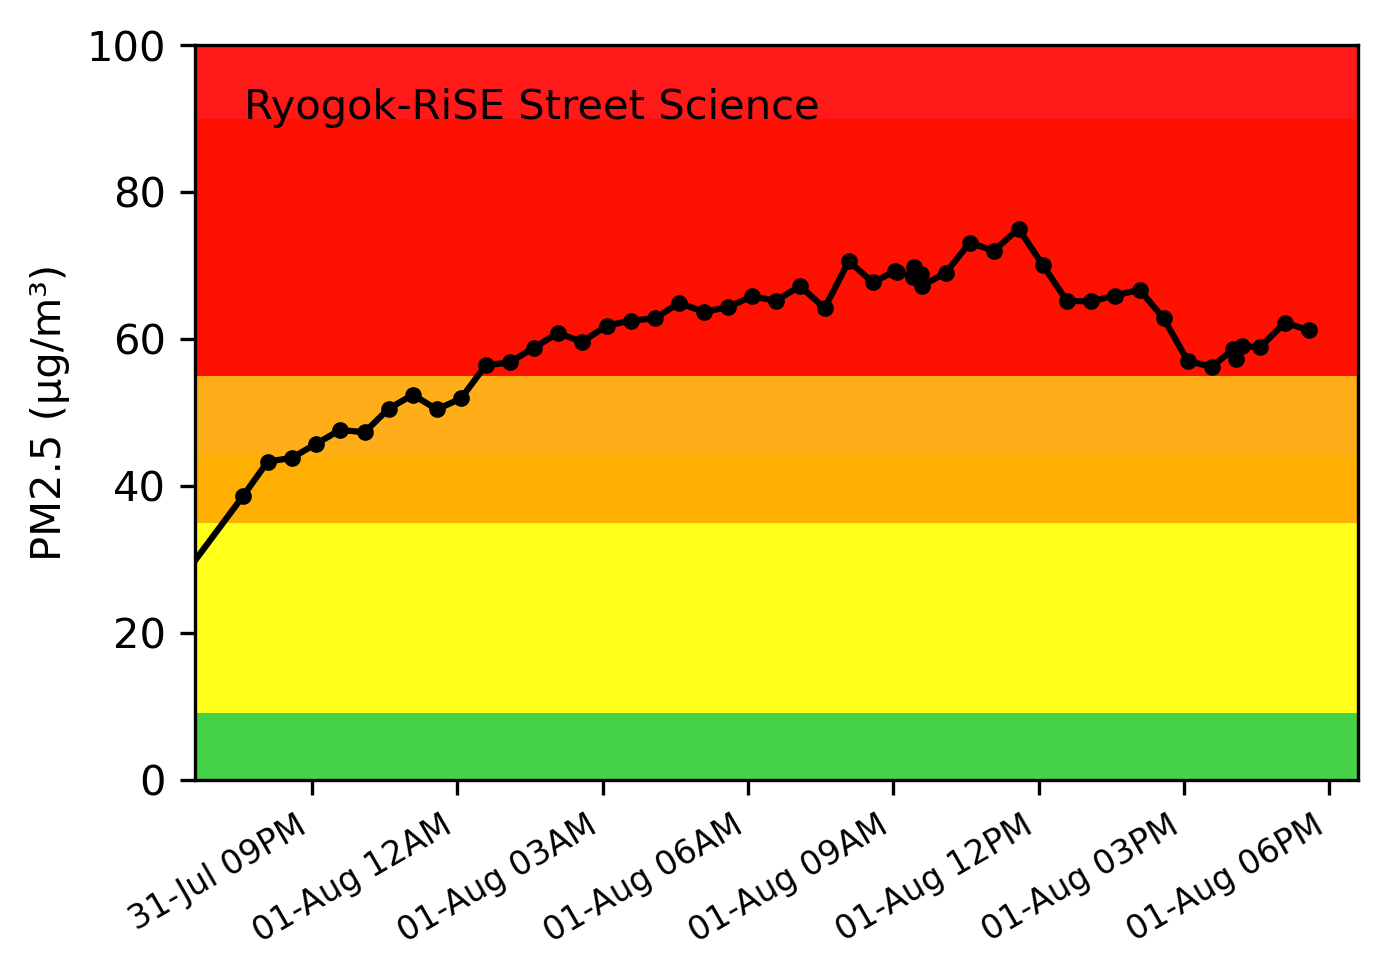 Ryogok-RiSE Street Science
PM2.5 (µg/m³)
100
80
60
40
20
0
31-Jul 09PM
01-Aug 12AM
01-Aug 03AM
01-Aug 06AM
01-Aug 09AM
01-Aug 12PM
01-Aug 03PM
01-Aug 06PM